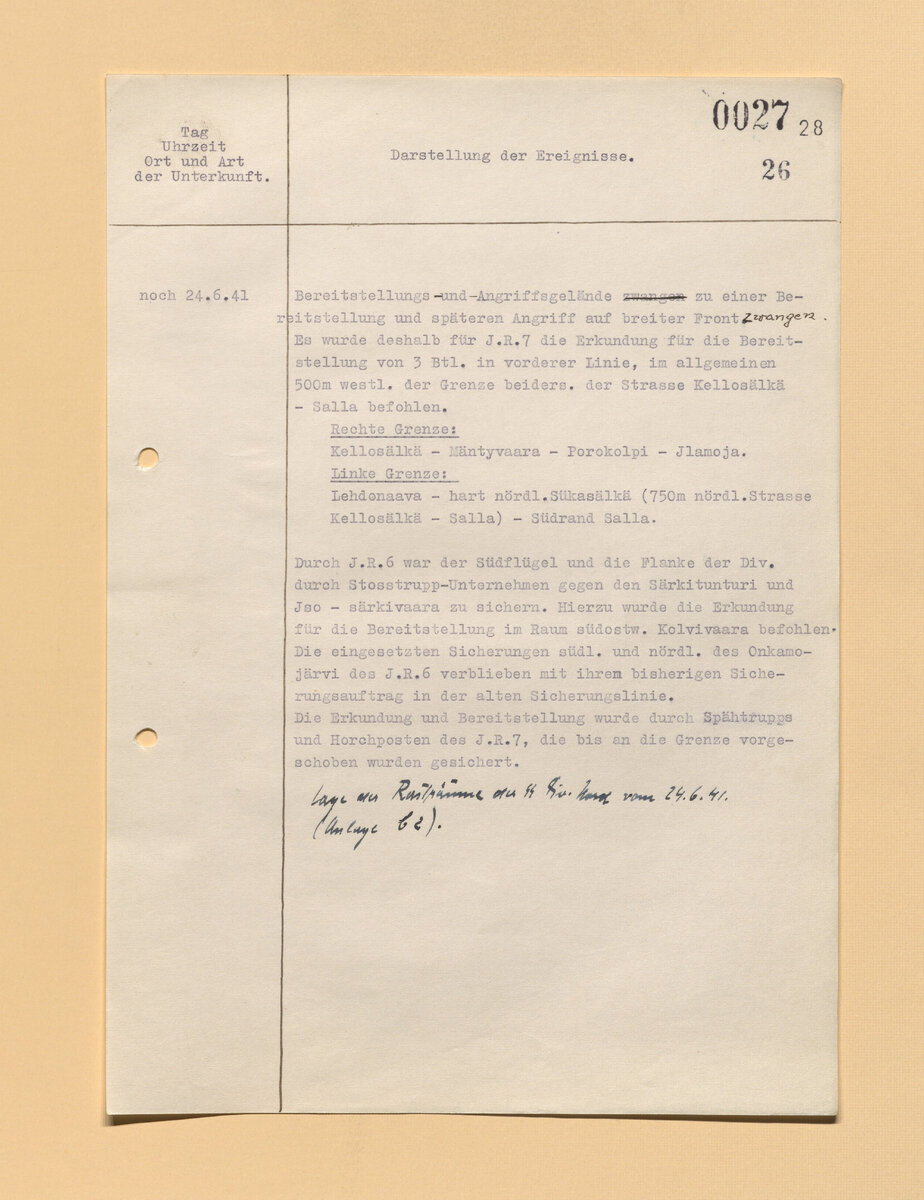 0027 28
26
Tag
Uhrzeit
Ort und Art
der Unterkunft.
Darstellung der Ereignisse.
noch 24.6.41
Bereitstellungs-und-Angriffsgelände zwangen zu einer Be-
reitstellung und späteren Angriff auf breiter Front zwangen.
Es wurde deshalb für J.R.7 die Erkundung für die Bereit-
stellung von 3 Btl. in vorderer Linie, im allgemeinen
500m westl. der Grenze beiders. der Strasse Kellosälkä
- Salla befohlen.
Rechte Grenze:
Kellosälkä - Mäntyvaara - Porokolpi - Jlamoja.
Linke Grenze:
Lehdonaava - hart nördl.Sükasälkä (750m nördl.Strasse
Kellosälkä - Salla) - Südrand Salla.
Durch J.R.6 war der Südflügel und die Flanke der Div.
durch Stosstrupp-Unternehmen gegen den Särkitunturi und
Jso - särkivaara zu sichern. Hierzu wurde die Erkundung
für die Bereitstellung im Raum südostw. Kolvivaara befohlen.
Die eingesetzten Sicherungen südl. und nördl. des Onkamo-
järvi des J.R.6 verblieben mit ihrem bisherigen Siche-
rungsauftrag in der alten Sicherungslinie.
Die Erkundung und Bereitstellung wurde durch Spähtrupps
und Horchposten des J.R.7, die bis an die Grenze vorge-
schoben wurden gesichert.
Lage der Rasträume der SS Div. Nord vom 24.6.41.
(Anlage C2).